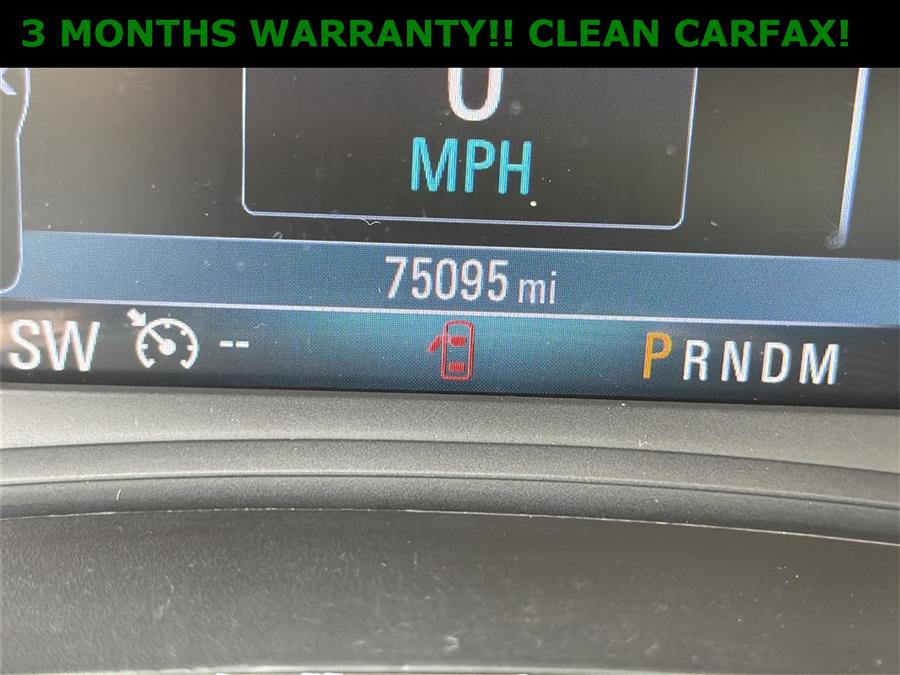 3 MONTHS WARRANTY!! CLEAN CARFAX!
0
MPH
75095 mi
SW -- PRNDM